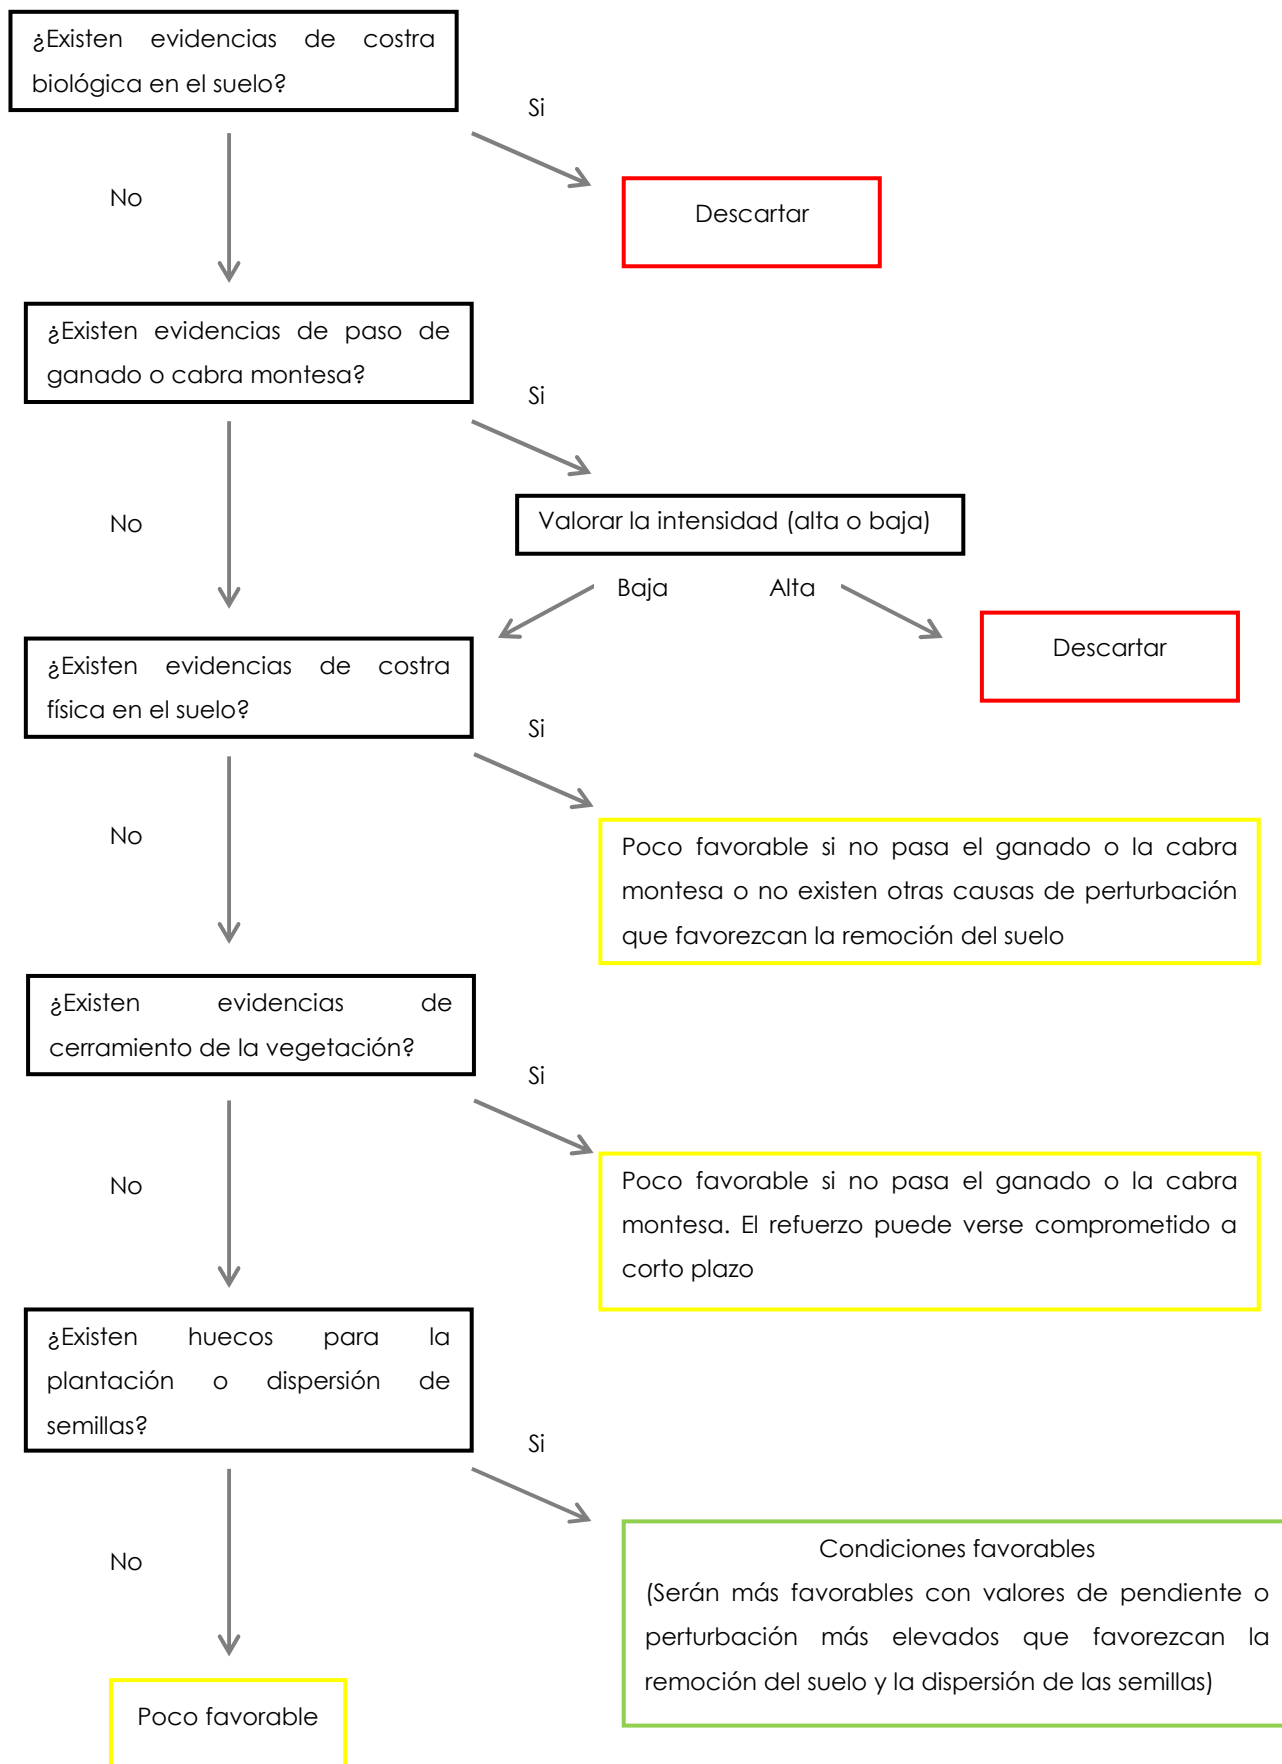 ¿Existen evidencias de costra
biológica en el suelo?
Si
No
Descartar
¿Existen evidencias de paso de
ganado o cabra montesa?
Si
No
Valorar la intensidad (alta o baja)
Baja
Alta
Descartar
¿Existen evidencias de costra
física en el suelo?
Si
No
Poco favorable si no pasa el ganado o la cabra
montesa o no existen otras causas de perturbación
que favorezcan la remoción del suelo
¿Existen evidencias de
cerramiento de la vegetación?
Si
No
Poco favorable si no pasa el ganado o la cabra
montesa. El refuerzo puede verse comprometido a
corto plazo
¿Existen huecos para la
plantación o dispersión de
semillas?
Si
No
Condiciones favorables
(Serán más favorables con valores de pendiente o
perturbación más elevados que favorezcan la
remoción del suelo y la dispersión de las semillas)
Poco favorable